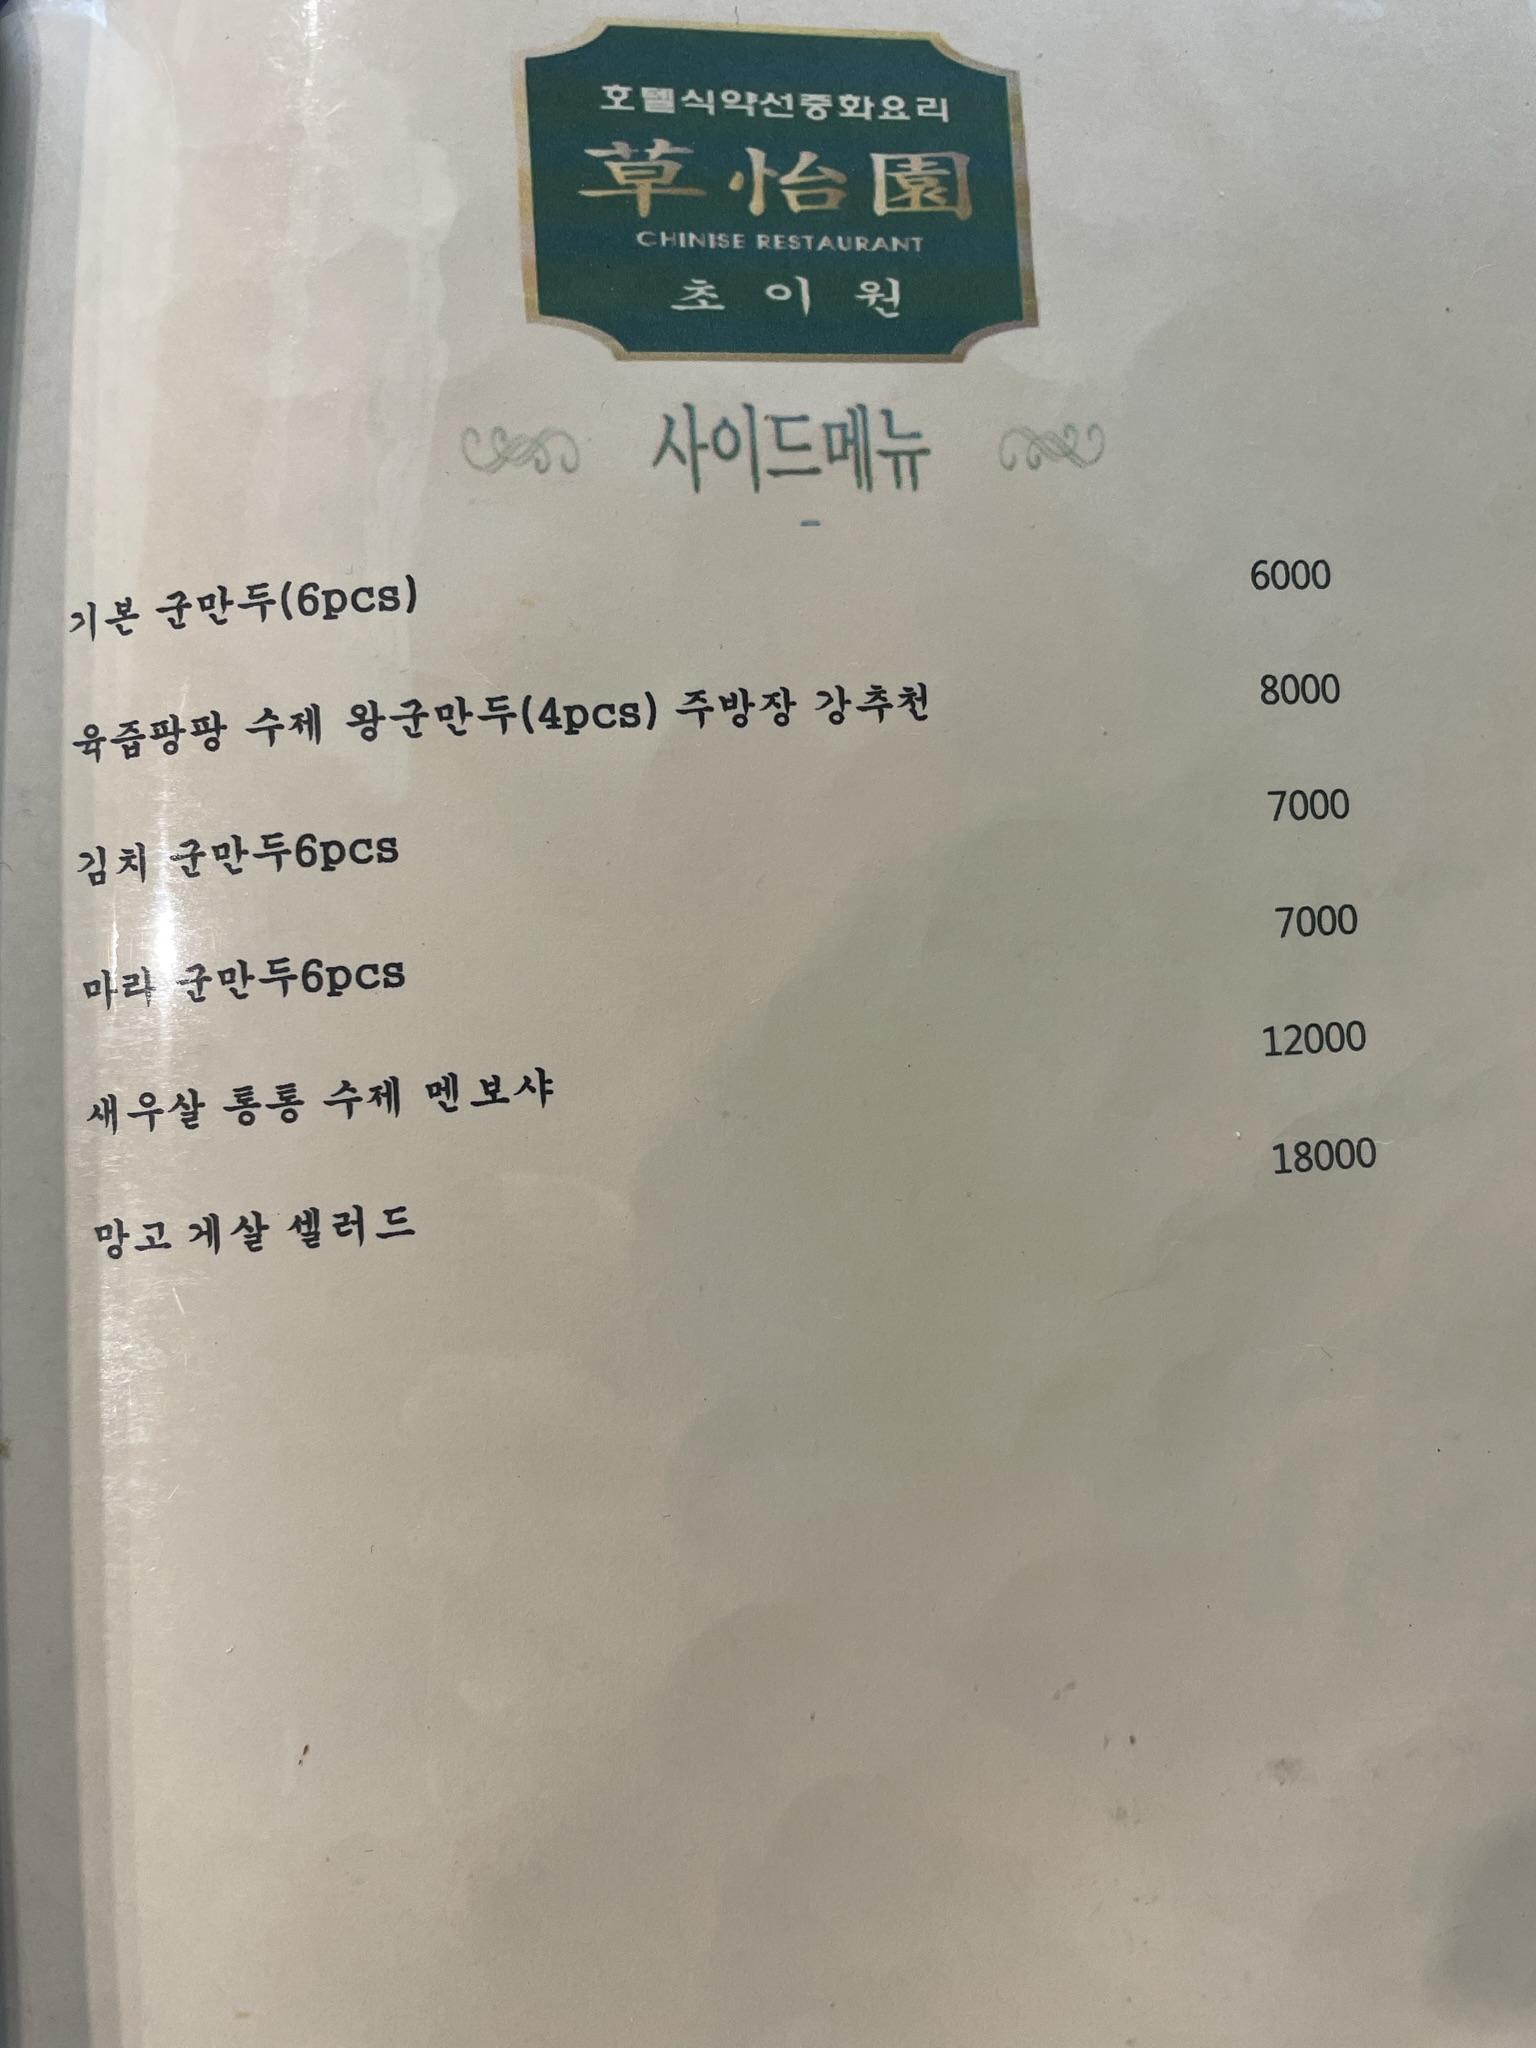 호텔식약선중화요리
草怡園
CHINISE RESTAURANT
초이원
사이드메뉴
기본 군만두(6pcs) 6000
육즙팡팡 수제 왕군만두(4pcs) 주방장 강추천 8000
김치 군만두6pcs 7000
마라 군만두6pcs 7000
새우살 통통 수제 멘보샤 12000
망고 게살 셀러드 18000